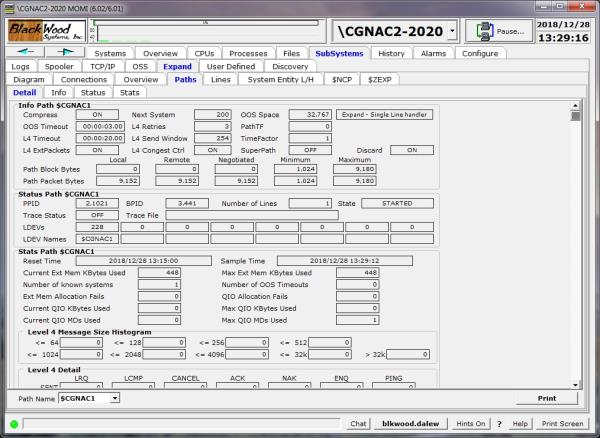 \CGNAC2-2020 MOMI (6.02/6.01)
BlackWood Systems, Inc.
1%
\CGNAC2-2020
Pause...
2018/12/28
13:29:16
Systems Overview CPUs Processes Files SubSystems History Alarms Configure
Logs Spooler TCP/IP OSS Expand User Defined Discovery
Diagram Connections Overview Paths Lines System Entity L/H $NCP $ZEXP
Detail Info Status Stats
Info Path $CGNAC1
Compress ON Next System 200 OOS Space 32,767 Expand - Single Line handler
OOS Timeout 00:00:03.00 L4 Retries 3 PathTF 0
L4 Timeout 00:00:20.00 L4 Send Window 254 TimeFactor 1
L4 ExtPackets ON L4 Congest Ctrl ON SuperPath OFF Discard ON
Local Remote Negotiated Minimum Maximum
Path Block Bytes 0 0 0 1,024 9,180
Path Packet Bytes 9,152 9,152 9,152 1,024 9,180
Status Path $CGNAC1
PPID 2,1021 BPID 3,441 Number of Lines 1 State STARTED
Trace Status OFF Trace File
LDEVs 228 0 0 0 0 0 0 0
LDEV Names $CGNAC1
Stats Path $CGNAC1
Reset Time 2018/12/28 13:15:00 Sample Time 2018/12/28 13:29:12
Current Ext Mem KBytes Used 448 Max Ext Mem KBytes Used 448
Number of known systems 1 Number of OOS Timeouts 0
Ext Mem Allocation Fails 0 QIO Allocation Fails 0
Current QIO KBytes Used 0 Max QIO KBytes Used 0
Current QIO MDs Used 0 Max QIO MDs Used 1
Level 4 Message Size Histogram
<= 64 0 <= 128 0 <= 256 0 <= 512 0
<= 1024 0 <= 2048 0 <= 4096 0 <= 32k 0 > 32k 0
Level 4 Detail
LRQ LCMP CANCEL ACK NAK ENQ PING
SENT
Path Name $CGNAC1 Print
Chat blkwood.dalew Hints On ? Help Print Screen